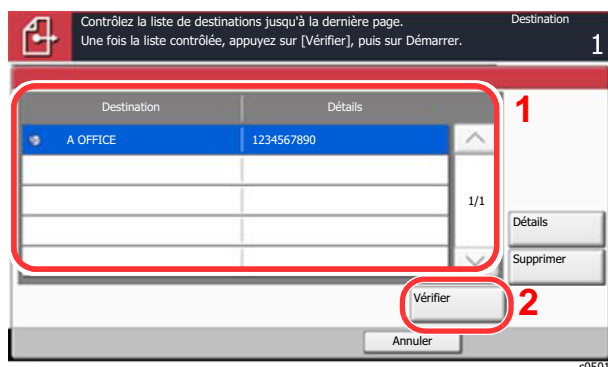 Contrôlez la liste de destinations jusqu'à la dernière page.
Destination
Une fois la liste contrôlée, appuyez sur [Vérifier], puis sur Démarrer.
1
Destination
Détails
1
A OFFICE
1234567890
1/1
Détails
Supprimer
Vérifier
2
Annuler